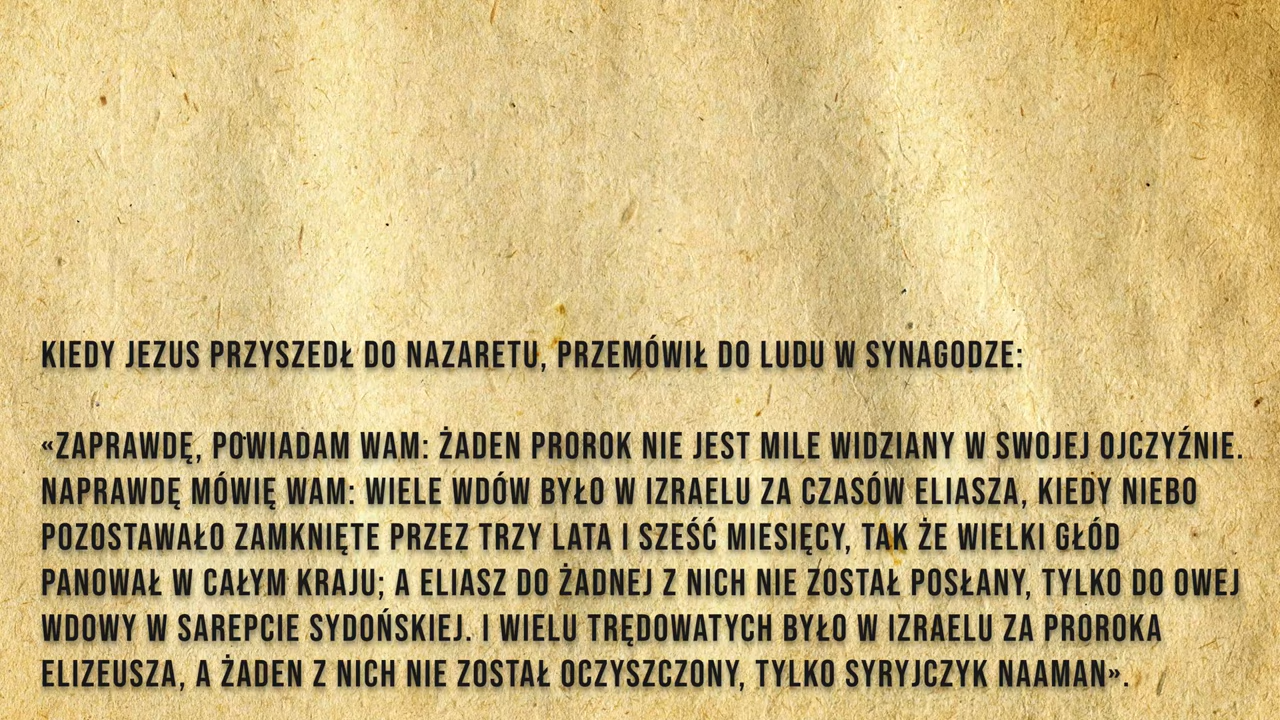 KIEDY JEZUS PRZYSZEDŁ DO NAZARETU, PRZEMÓWIŁ DO LUDU W SYNAGODZE:
«ZAPRAWDĘ, POWIADAM WAM: ŻADEN PROROK NIE JEST MILE WIDZIANY W SWOJEJ OJCZYŹNIE.
NAPRAWDĘ MÓWIĘ WAM: WIELE WDÓW BYŁO W IZRAELU ZA CZASÓW ELIASZA, KIEDY NIEBO
POZOSTAWAŁO ZAMKNIĘTE PRZEZ TRZY LATA I SZEŚĆ MIESIĘCY, TAK ŻE WIELKI GŁÓD
PANOWAŁ W CAŁYM KRAJU; A ELIASZ DO ŻADNEJ Z NICH NIE ZOSTAŁ POSŁANY, TYLKO DO OWEJ
WDOWY W SAREPCIE SYDOŃSKIEJ. I WIELU TRĘDOWATYCH BYŁO W IZRAELU ZA PROROKA
ELIZEUSZA, A ŻADEN Z NICH NIE ZOSTAŁ OCZYSZCZONY, TYLKO SYRYJCZYK NAAMAN».